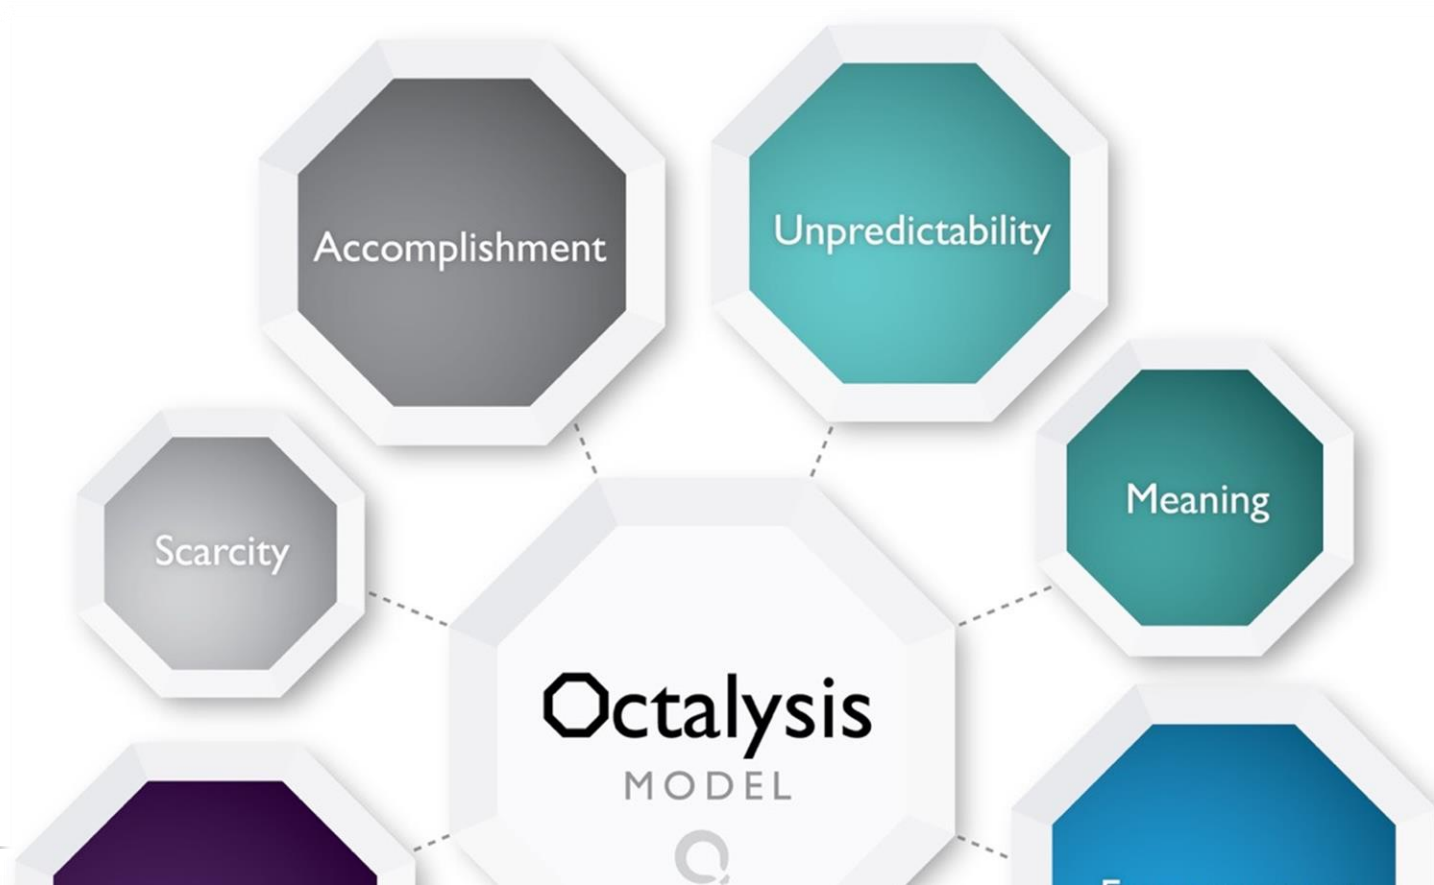 Accomplishment
Unpredictability
Meaning
Scarcity
Octalysis
MODEL